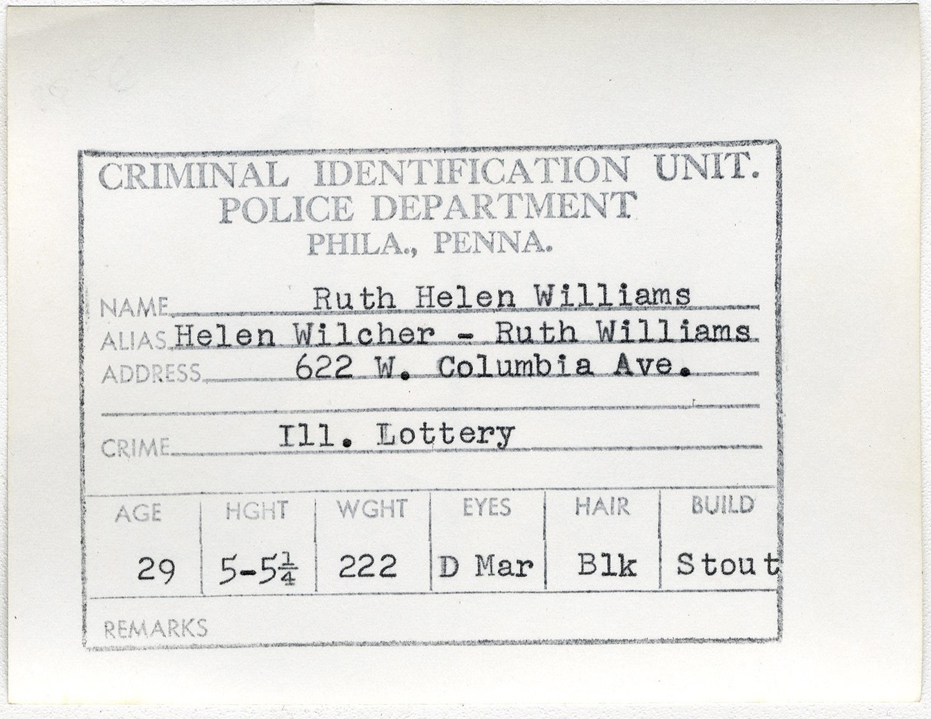 CRIMINAL IDENTIFICATION UNIT.
POLICE DEPARTMENT
PHILA., PENNA.
NAME Ruth Helen Williams
ALIAS Helen Wilcher - Ruth Williams
ADDRESS 622 W. Columbia Ave.
CRIME Ill. Lottery
AGE HGHT WGHT EYES HAIR BUILD
29 5-5¼ 222 D Mar Blk Stout
REMARKS